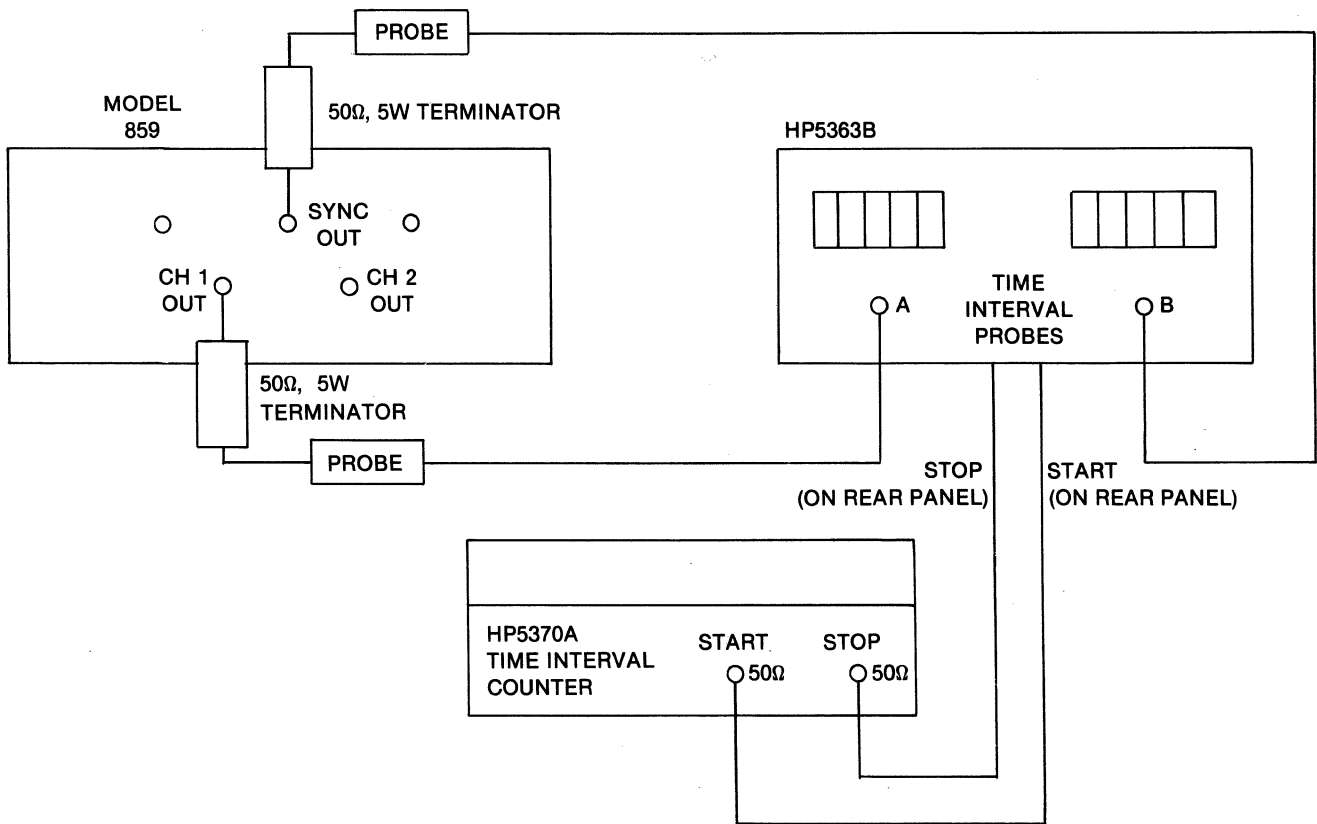 PROBE
MODEL
859
50Ω, 5W TERMINATOR
HP5363B
SYNC
OUT
CH 1
OUT
CH 2
OUT
TIME
INTERVAL
PROBES
A
B
50Ω, 5W
TERMINATOR
PROBE
STOP
(ON REAR PANEL)
START
(ON REAR PANEL)
HP5370A
TIME INTERVAL
COUNTER
START
50Ω
STOP
50Ω